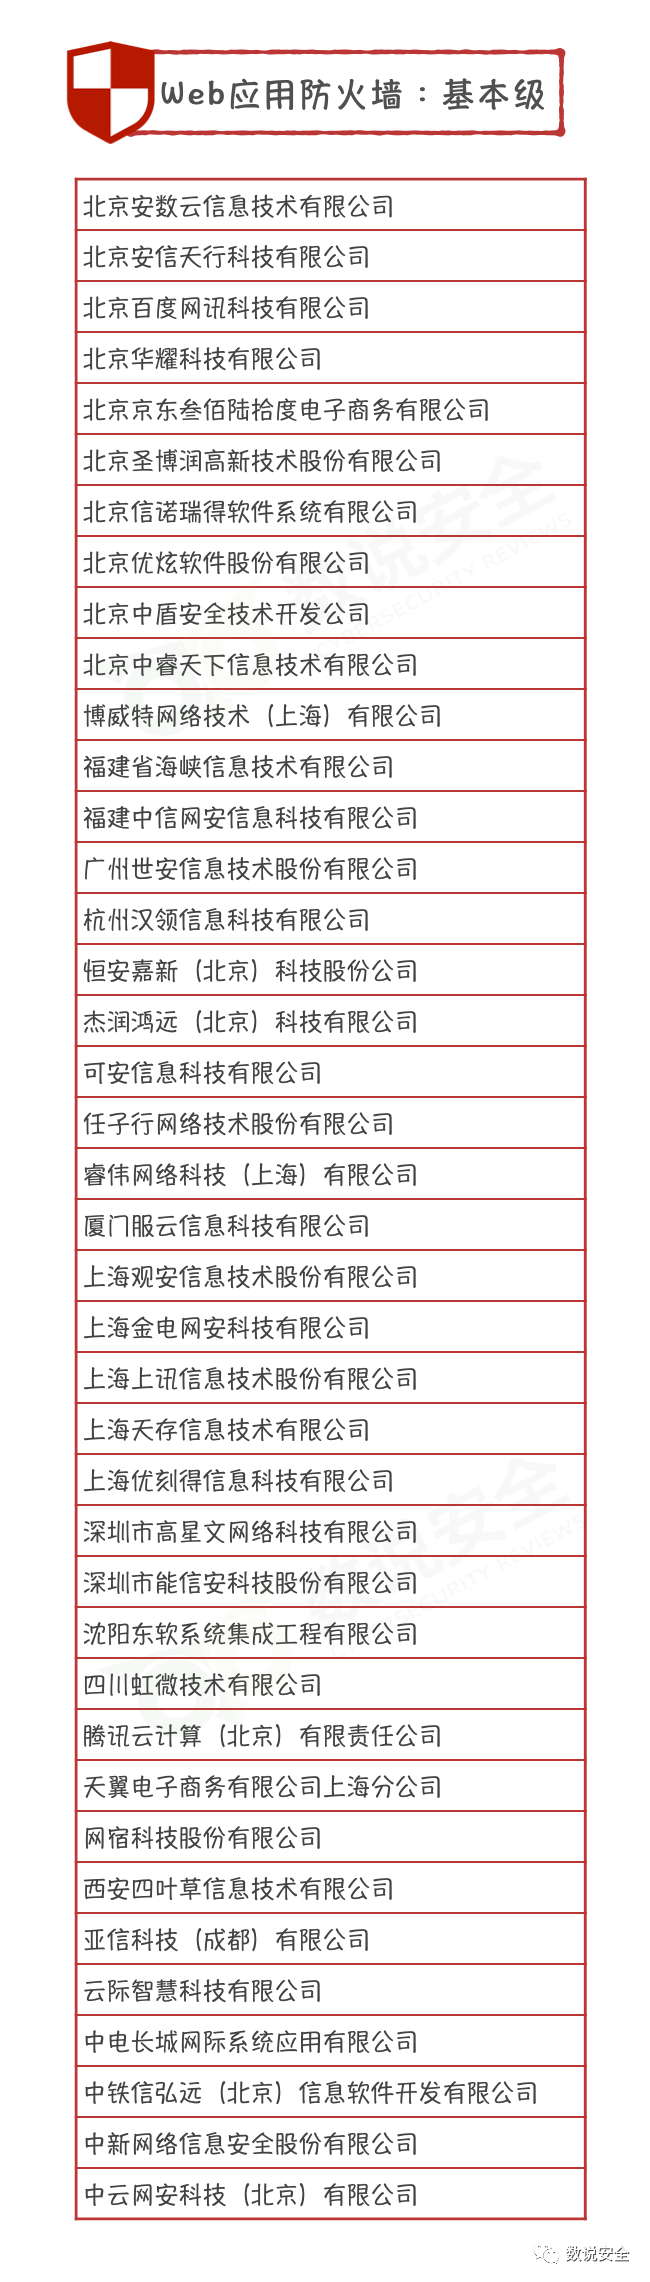 Web应用防火墙：基本级
北京安数云信息技术有限公司
北京安信天行科技有限公司
北京百度网讯科技有限公司
北京华耀科技有限公司
北京京东叁佰陆拾度电子商务有限公司
北京圣博润高新技术股份有限公司
北京信诺瑞得软件系统有限公司
北京优炫软件股份有限公司
北京中盾安全技术开发公司
北京中睿天下信息技术有限公司
博威特网络技术（上海）有限公司
福建省海峡信息技术有限公司
福建中信网安信息科技有限公司
广州世安信息技术股份有限公司
杭州汉领信息科技有限公司
恒安嘉新（北京）科技股份公司
杰润鸿远（北京）科技有限公司
可安信息科技有限公司
任子行网络技术股份有限公司
睿伟网络科技（上海）有限公司
厦门服云信息科技有限公司
上海观安信息技术股份有限公司
上海金电网安科技有限公司
上海上讯信息技术股份有限公司
上海天存信息技术有限公司
上海优刻得信息科技有限公司
深圳市高星文网络科技有限公司
深圳市能信安科技股份有限公司
沈阳东软系统集成工程有限公司
四川虹微技术有限公司
腾讯云计算（北京）有限责任公司
天翼电子商务有限公司上海分公司
网宿科技股份有限公司
西安四叶草信息技术有限公司
亚信科技（成都）有限公司
云际智慧科技有限公司
中电长城网际系统应用有限公司
中铁信弘远（北京）信息软件开发有限公司
中新网络信息安全股份有限公司
中云网安科技（北京）有限公司
数说安全
CYBERSECURITY REVIEWS
数说安全
SECURITY REVIEWS
数说安全